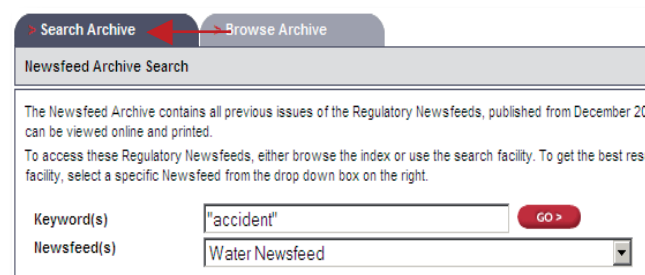 > Search Archive > Browse Archive
Newsfeed Archive Search
The Newsfeed Archive contains all previous issues of the Regulatory Newsfeeds, published from December 20
can be viewed online and printed.
To access these Regulatory Newsfeeds, either browse the index or use the search facility. To get the best res
facility, select a specific Newsfeed from the drop down box on the right.
Keyword(s) "accident" GO >
Newsfeed(s) Water Newsfeed